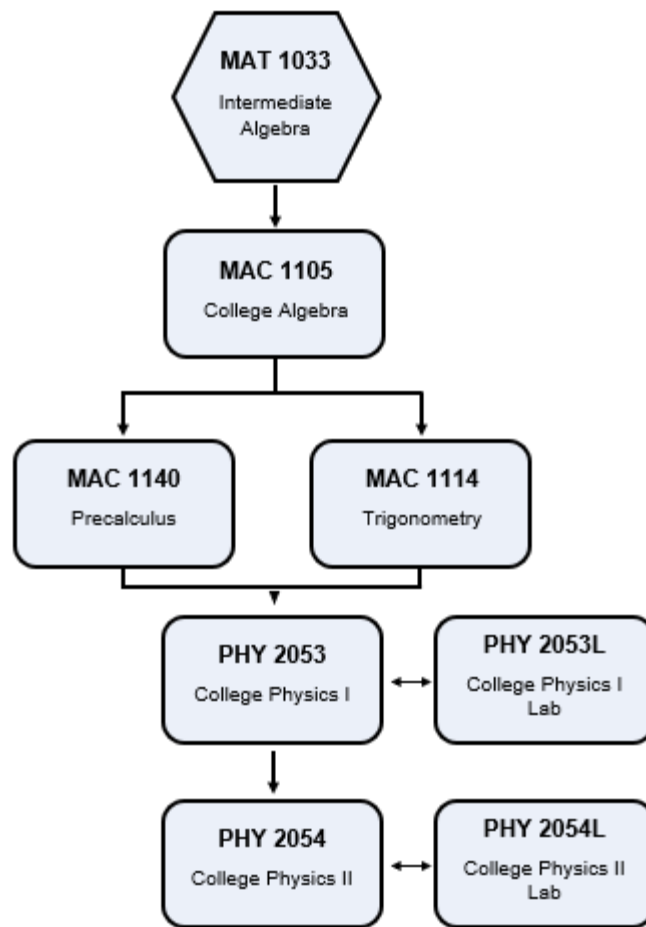 MAT 1033
Intermediate
Algebra
MAC 1105
College Algebra
MAC 1140
Precalculus
MAC 1114
Trigonometry
PHY 2053
College Physics I
PHY 2053L
College Physics I
Lab
PHY 2054
College Physics II
PHY 2054L
College Physics II
Lab